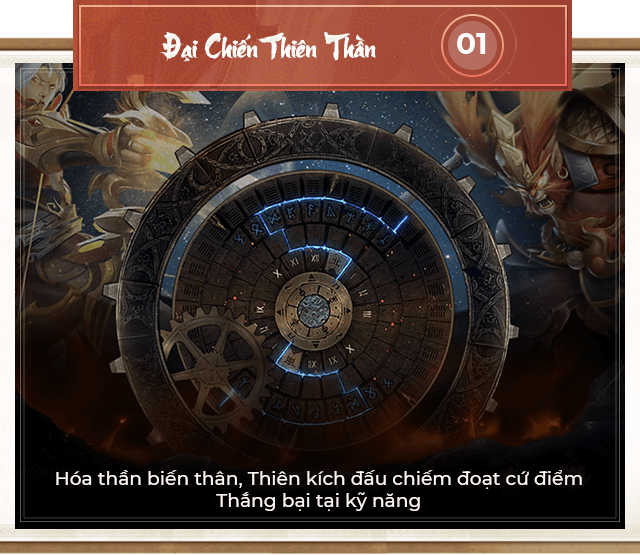 Đại Chiến Thiên Thần
01
Hóa thần biến thân, Thiên kích đấu chiếm đoạt cứ điểm
Thắng bại tại kỹ năng